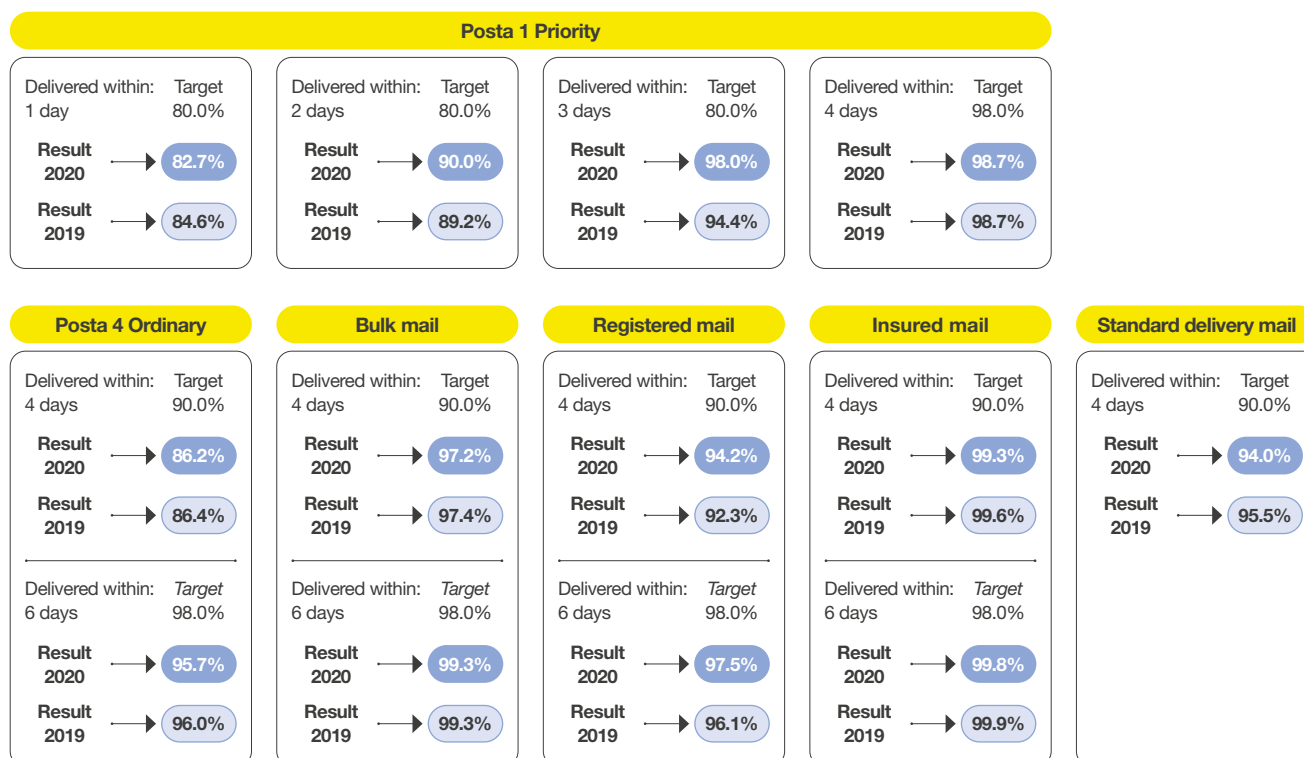 Posta 1 Priority
Delivered within: Target
1 day 80.0%
Result
2020
82.7%
Result
2019
84.6%
Delivered within: Target
2 days 80.0%
Result
2020
90.0%
Result
2019
89.2%
Delivered within: Target
3 days 80.0%
Result
2020
98.0%
Result
2019
94.4%
Delivered within: Target
4 days 98.0%
Result
2020
98.7%
Result
2019
98.7%
Posta 4 Ordinary
Delivered within: Target
4 days 90.0%
Result
2020
86.2%
Result
2019
86.4%
Delivered within: Target
6 days 98.0%
Result
2020
95.7%
Result
2019
96.0%
Bulk mail
Delivered within: Target
4 days 90.0%
Result
2020
97.2%
Result
2019
97.4%
Delivered within: Target
6 days 98.0%
Result
2020
99.3%
Result
2019
99.3%
Registered mail
Delivered within: Target
4 days 90.0%
Result
2020
94.2%
Result
2019
92.3%
Delivered within: Target
6 days 98.0%
Result
2020
97.5%
Result
2019
96.1%
Insured mail
Delivered within: Target
4 days 90.0%
Result
2020
99.3%
Result
2019
99.6%
Delivered within: Target
6 days 98.0%
Result
2020
99.8%
Result
2019
99.9%
Standard delivery mail
Delivered within: Target
4 days 90.0%
Result
2020
94.0%
Result
2019
95.5%